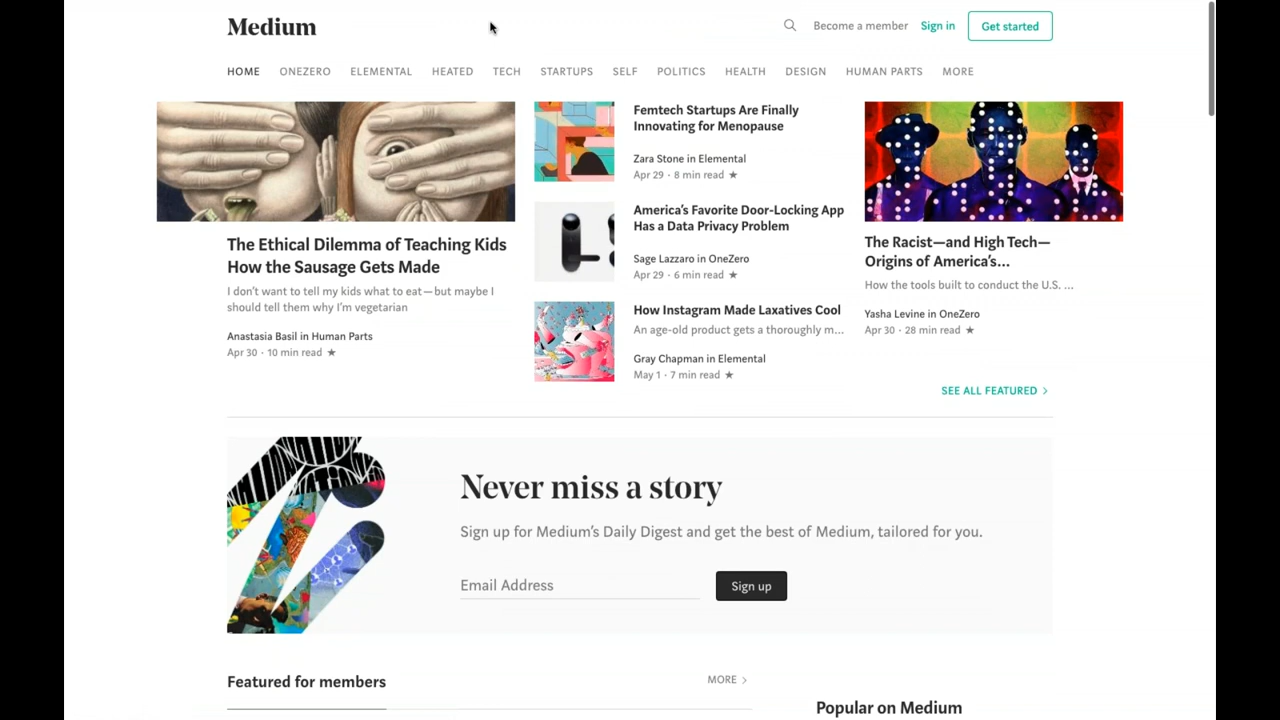 Medium
Become a member
Sign in
Get started
HOME
ONEZERO
ELEMENTAL
HEATED
TECH
STARTUPS
SELF
POLITICS
HEALTH
DESIGN
HUMAN PARTS
MORE
The Ethical Dilemma of Teaching Kids
How the Sausage Gets Made
I don’t want to tell my kids what to eat—but maybe I
should tell them why I’m vegetarian
Anastasia Basil in Human Parts
Apr 30 · 10 min read ★
Femtech Startups Are Finally
Innovating for Menopause
Zara Stone in Elemental
Apr 29 · 8 min read ★
America’s Favorite Door-Locking App
Has a Data Privacy Problem
Sage Lazzaro in OneZero
Apr 29 · 6 min read ★
How Instagram Made Laxatives Cool
An age-old product gets a thoroughly m...
Gray Chapman in Elemental
May 1 · 7 min read ★
The Racist—and High Tech—
Origins of America’s...
How the tools built to conduct the U.S. ...
Yasha Levine in OneZero
Apr 30 · 28 min read ★
SEE ALL FEATURED
Never miss a story
Sign up for Medium’s Daily Digest and get the best of Medium, tailored for you.
Email Address
Sign up
Featured for members
MORE
Popular on Medium